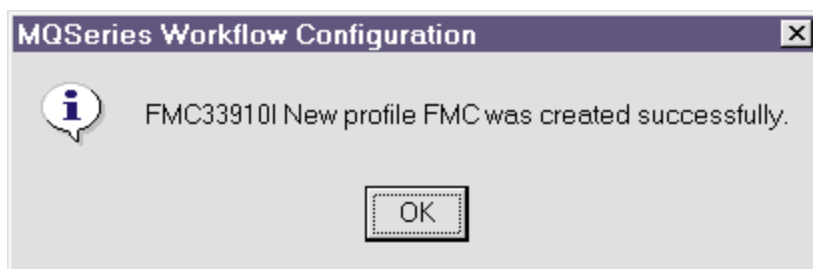 MQSeries Workflow Configuration
FMC33910I New profile FMC was created successfully.
OK